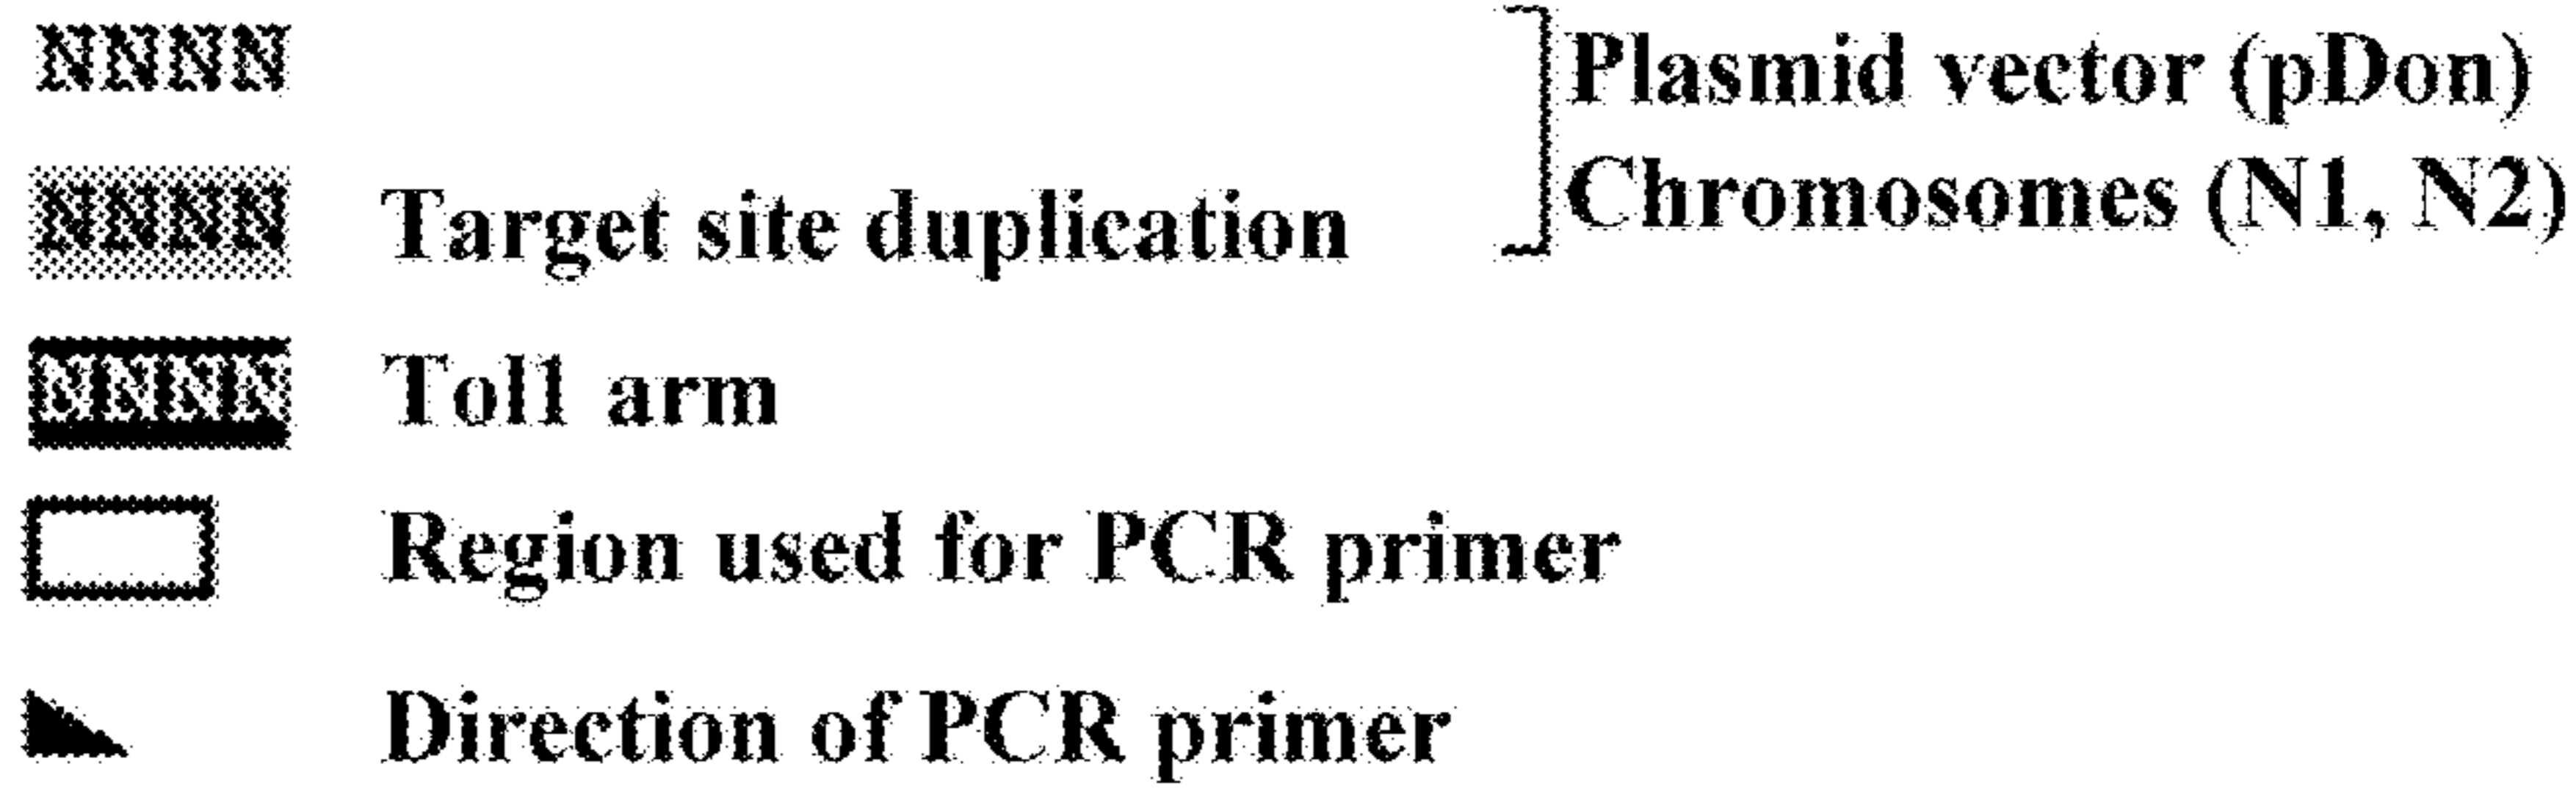 NNNN Plasmid vector (pDon)
Chromosomes (N1, N2)
NNNN Target site duplication
NNNN Tol1 arm
Region used for PCR primer
Direction of PCR primer